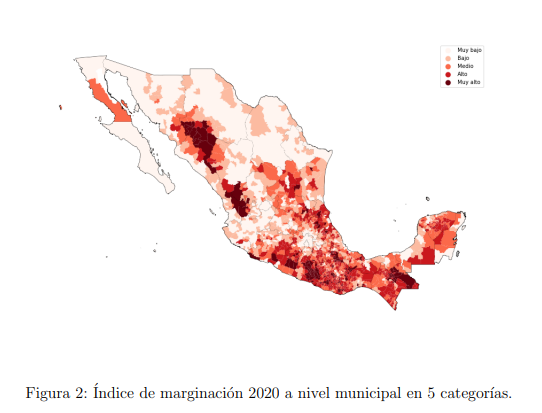 Muy bajo
Bajo
Medio
Alto
Muy alto
Figura 2: Índice de marginación 2020 a nivel municipal en 5 categorías.